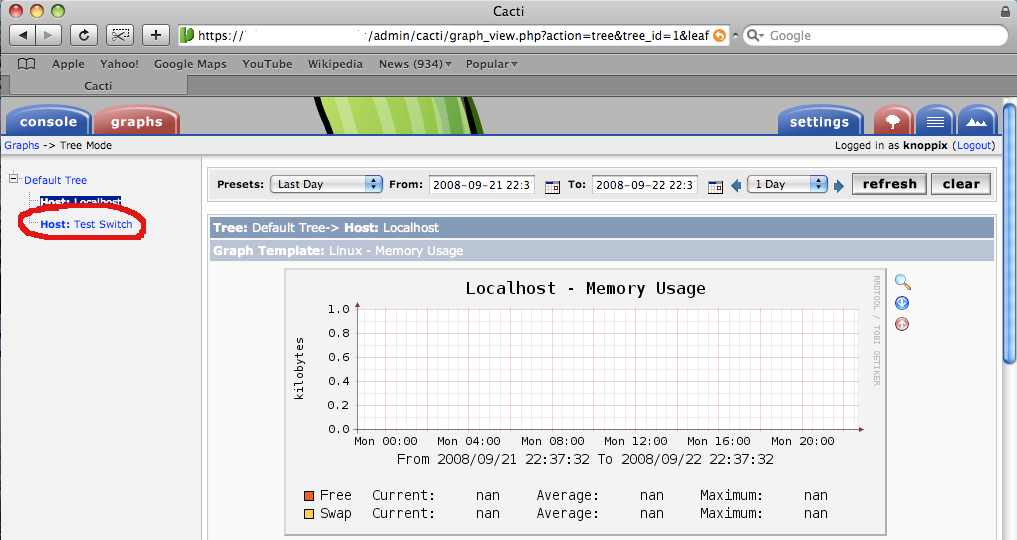 Cacti
https:// :/admin/cacti/graph_view.php?action=tree&tree_id=1&leaf
Google
Apple Yahoo! Google Maps YouTube Wikipedia News (934)▾ Popular▾
Cacti
console graphs settings
Graphs -> Tree Mode Logged in as knoppix (Logout)
Default Tree
Host: Localhost
Host: Test Switch
Presets: Last Day From: 2008-09-21 22:3 To: 2008-09-22 22:3 1 Day refresh clear
Tree: Default Tree-> Host: Localhost
Graph Template: Linux - Memory Usage
Localhost - Memory Usage
RRDTOOL / TOBI OETIKER
kilobytes
1.0
0.8
0.6
0.4
0.2
0.0
Mon 00:00 Mon 04:00 Mon 08:00 Mon 12:00 Mon 16:00 Mon 20:00
From 2008/09/21 22:37:32 To 2008/09/22 22:37:32
Free Current: nan Average: nan Maximum: nan
Swap Current: nan Average: nan Maximum: nan